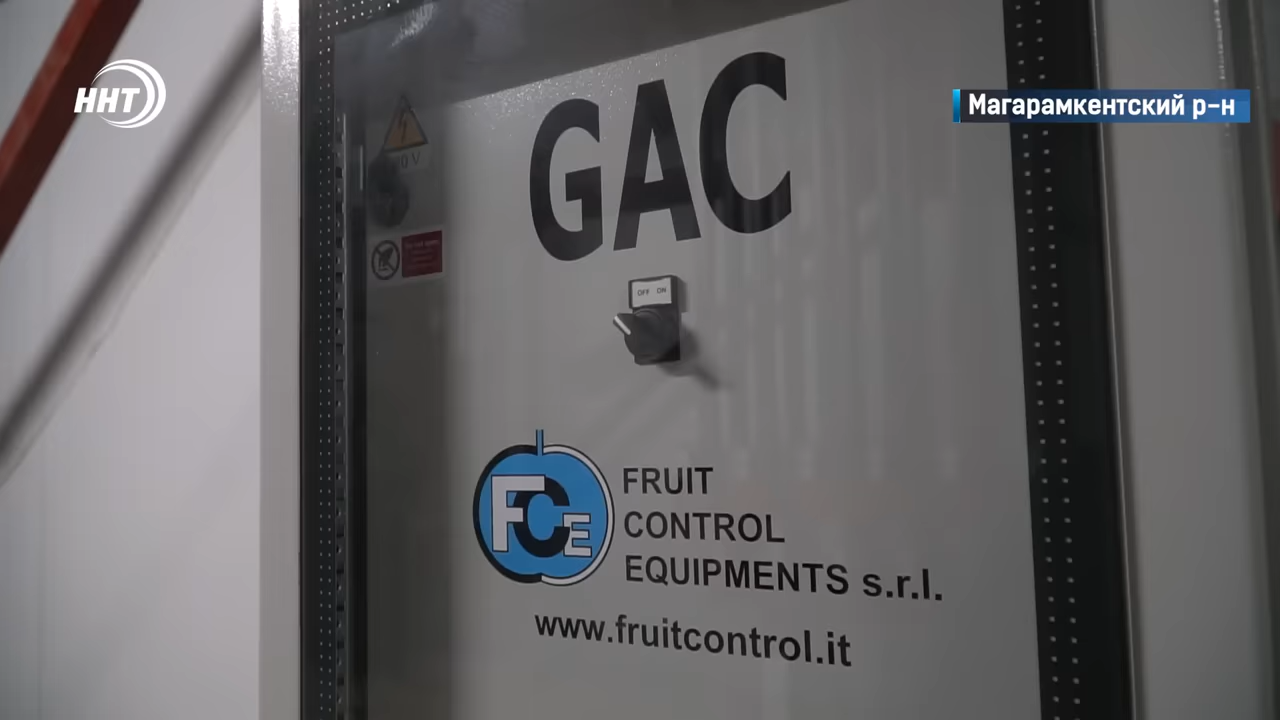 ННТ
Магарамкентский р-н
GAC
OFF ON
FCE
FRUIT
CONTROL
EQUIPMENTS s.r.l.
www.fruitcontrol.it